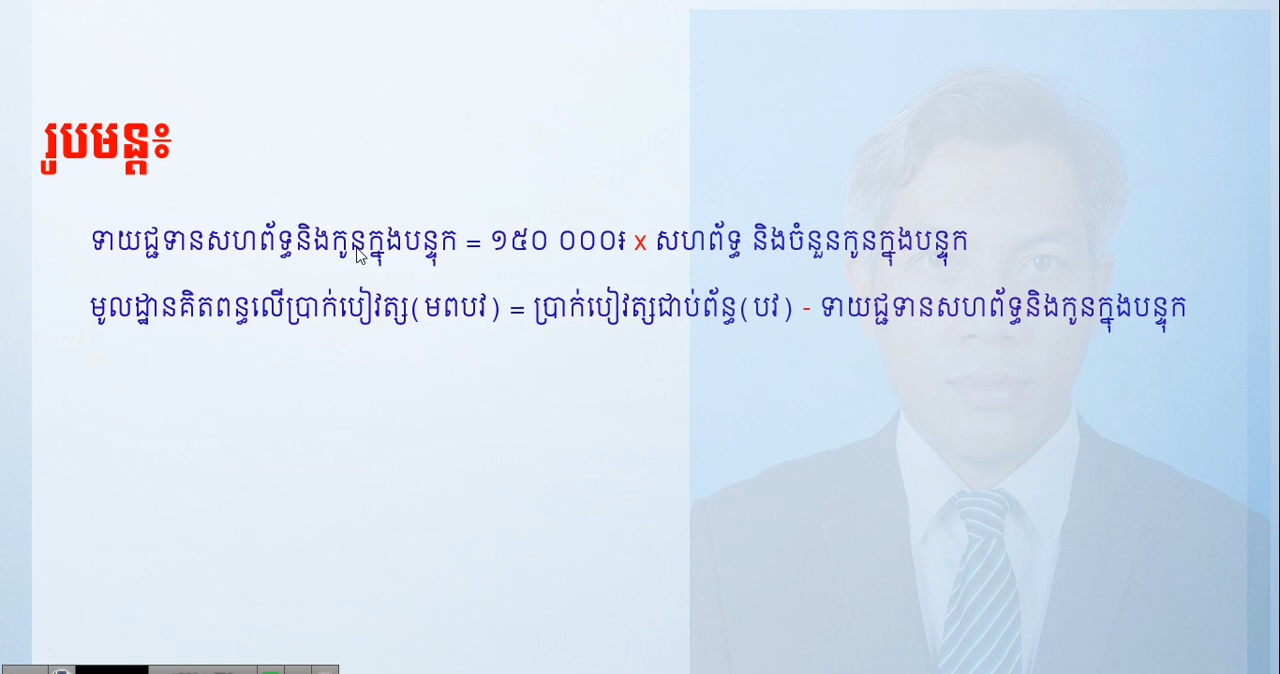 រូបមន្ត៖
ទាយជ្ជទានសហព័ទ្ធនិងកូនក្នុងបន្ទុក = ១៥០ ០០០៛ x សហព័ទ្ធ និងចំនួនកូនក្នុងបន្ទុក
មូលដ្ឋានគិតពន្ធលើប្រាក់បៀវត្ស(មពបវ) = ប្រាក់បៀវត្សជាប់ព័ន្ធ(បវ) - ទាយជ្ជទានសហព័ទ្ធនិងកូនក្នុងបន្ទុក